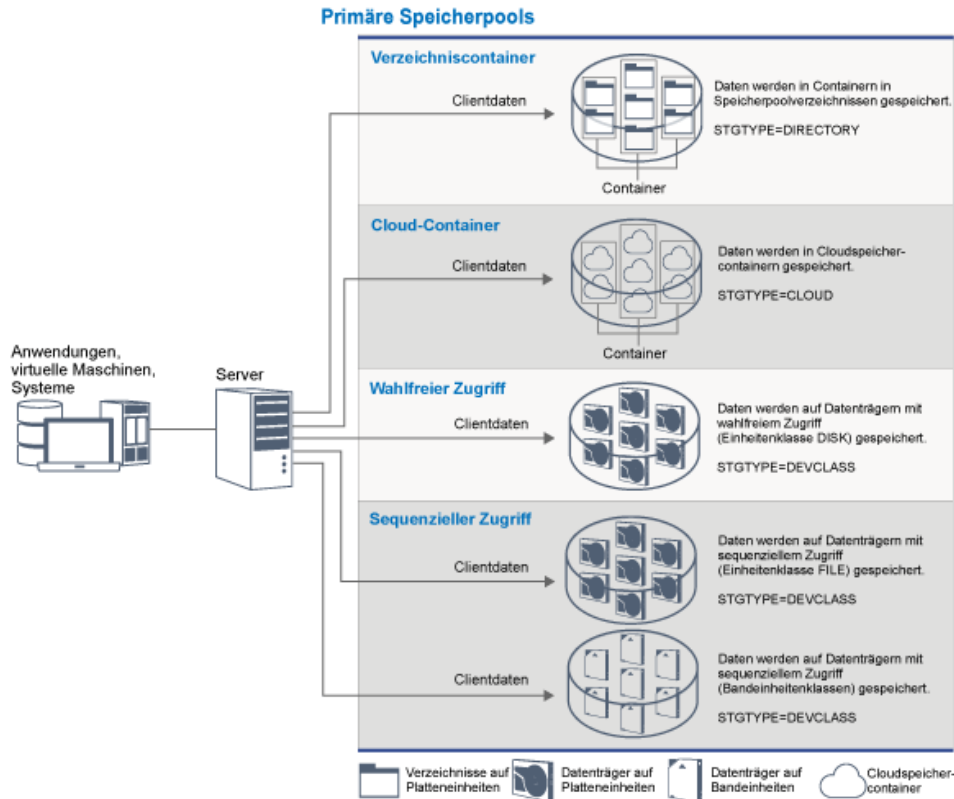 Primäre Speicherpools
Verzeichniscontainer
Clientdaten
Daten werden in Containern in
Speicherpoolverzeichnissen gespeichert.
STGTYPE=DIRECTORY
Container
Cloud-Container
Clientdaten
Daten werden in Cloudspeicher-
containern gespeichert.
STGTYPE=CLOUD
Container
Anwendungen,
virtuelle Maschinen,
Systeme
Server
Wahlfreier Zugriff
Clientdaten
Daten werden auf Datenträgern mit
wahlfreiem Zugriff
(Einheitenklasse DISK) gespeichert.
STGTYPE=DEVCLASS
Sequenzieller Zugriff
Clientdaten
Daten werden auf Datenträgern mit
sequenziellem Zugriff
(Einheitenklasse FILE) gespeichert.
STGTYPE=DEVCLASS
Clientdaten
Daten werden auf Datenträgern mit
sequenziellem Zugriff
(Bandeinheitenklassen) gespeichert.
STGTYPE=DEVCLASS
Verzeichnisse auf
Platteneinheiten
Datenträger auf
Platteneinheiten
Datenträger auf
Bandeinheiten
Cloudspeicher-
container